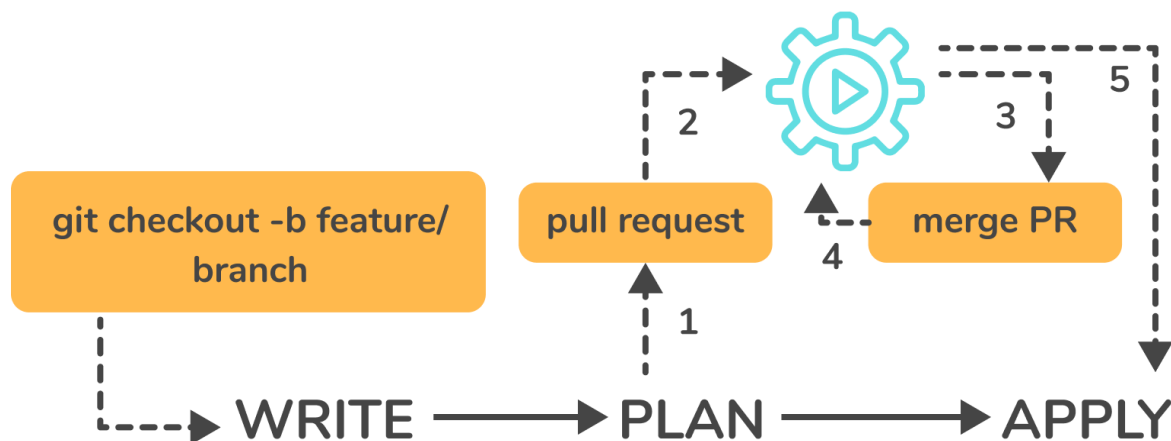 5
2
3
git checkout -b feature/
branch
pull request
merge PR
4
1
WRITE
PLAN
APPLY